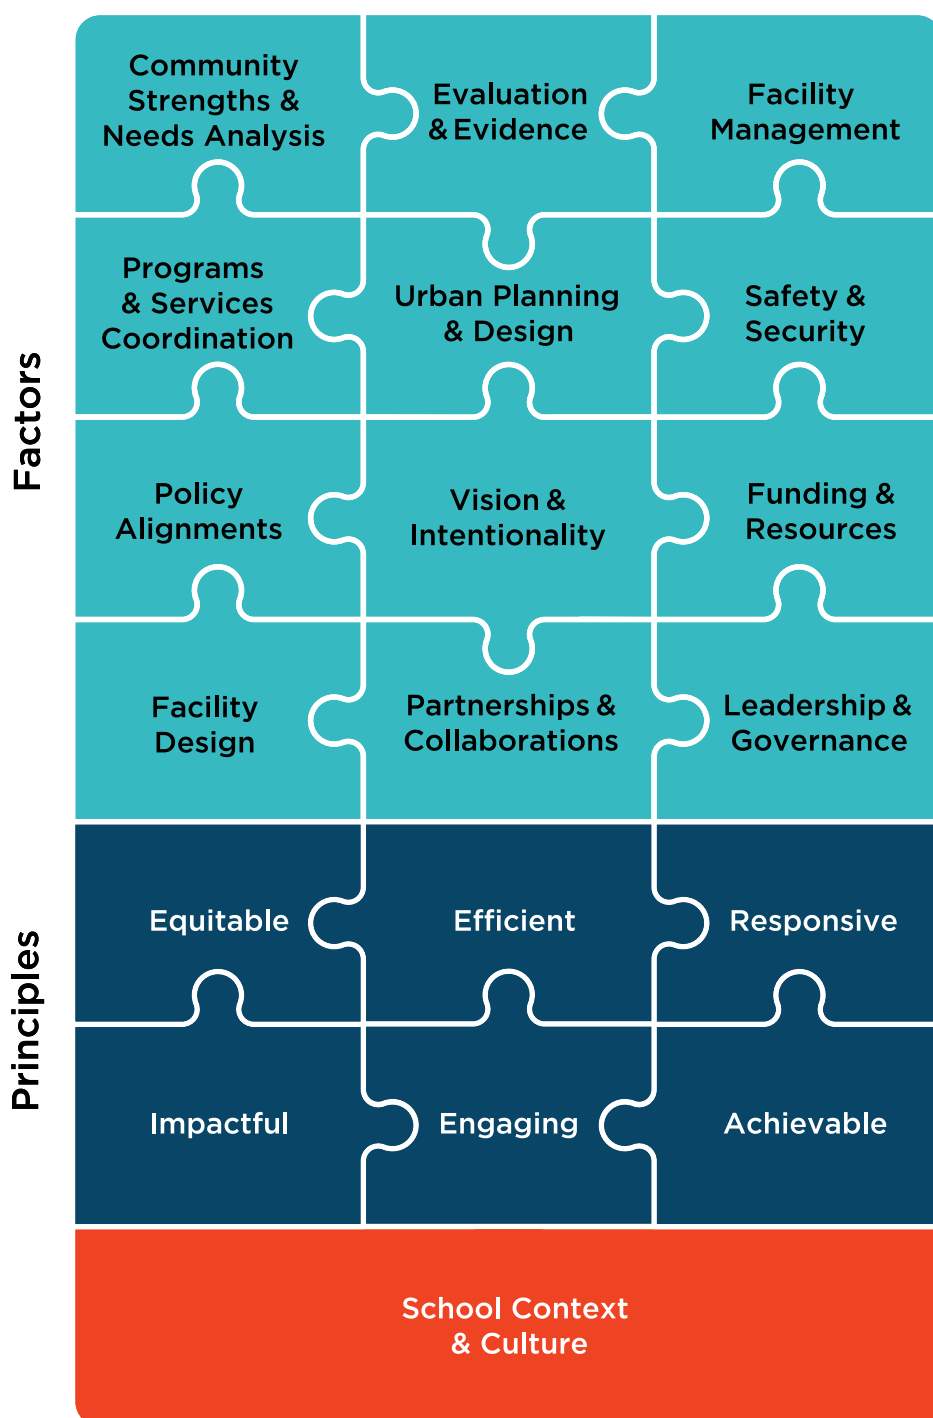 Factors
Community
Strengths &
Needs Analysis
Evaluation
& Evidence
Facility
Management
Programs
& Services
Coordination
Urban Planning
& Design
Safety &
Security
Policy
Alignments
Vision &
Intentionality
Funding &
Resources
Facility
Design
Partnerships &
Collaborations
Leadership &
Governance
Principles
Equitable
Efficient
Responsive
Impactful
Engaging
Achievable
School Context
& Culture